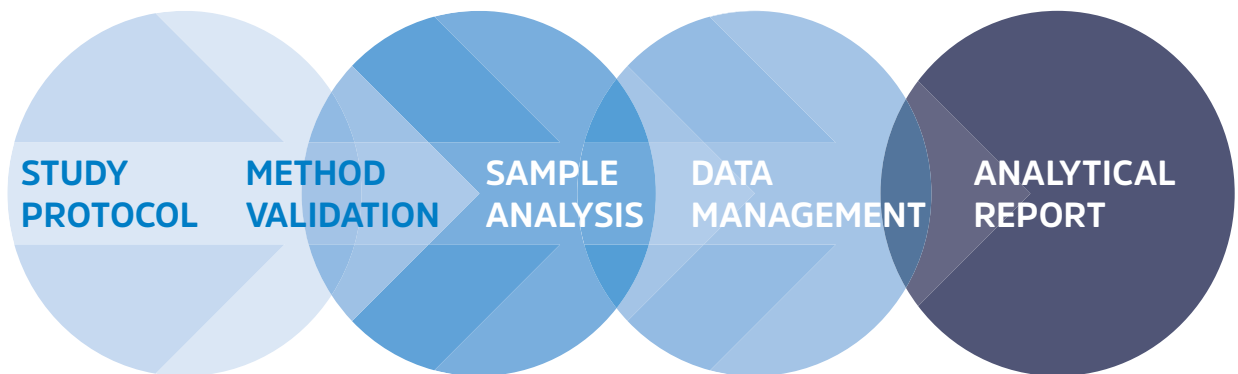 STUDY
PROTOCOL
METHOD
VALIDATION
SAMPLE
ANALYSIS
DATA
MANAGEMENT
ANALYTICAL
REPORT